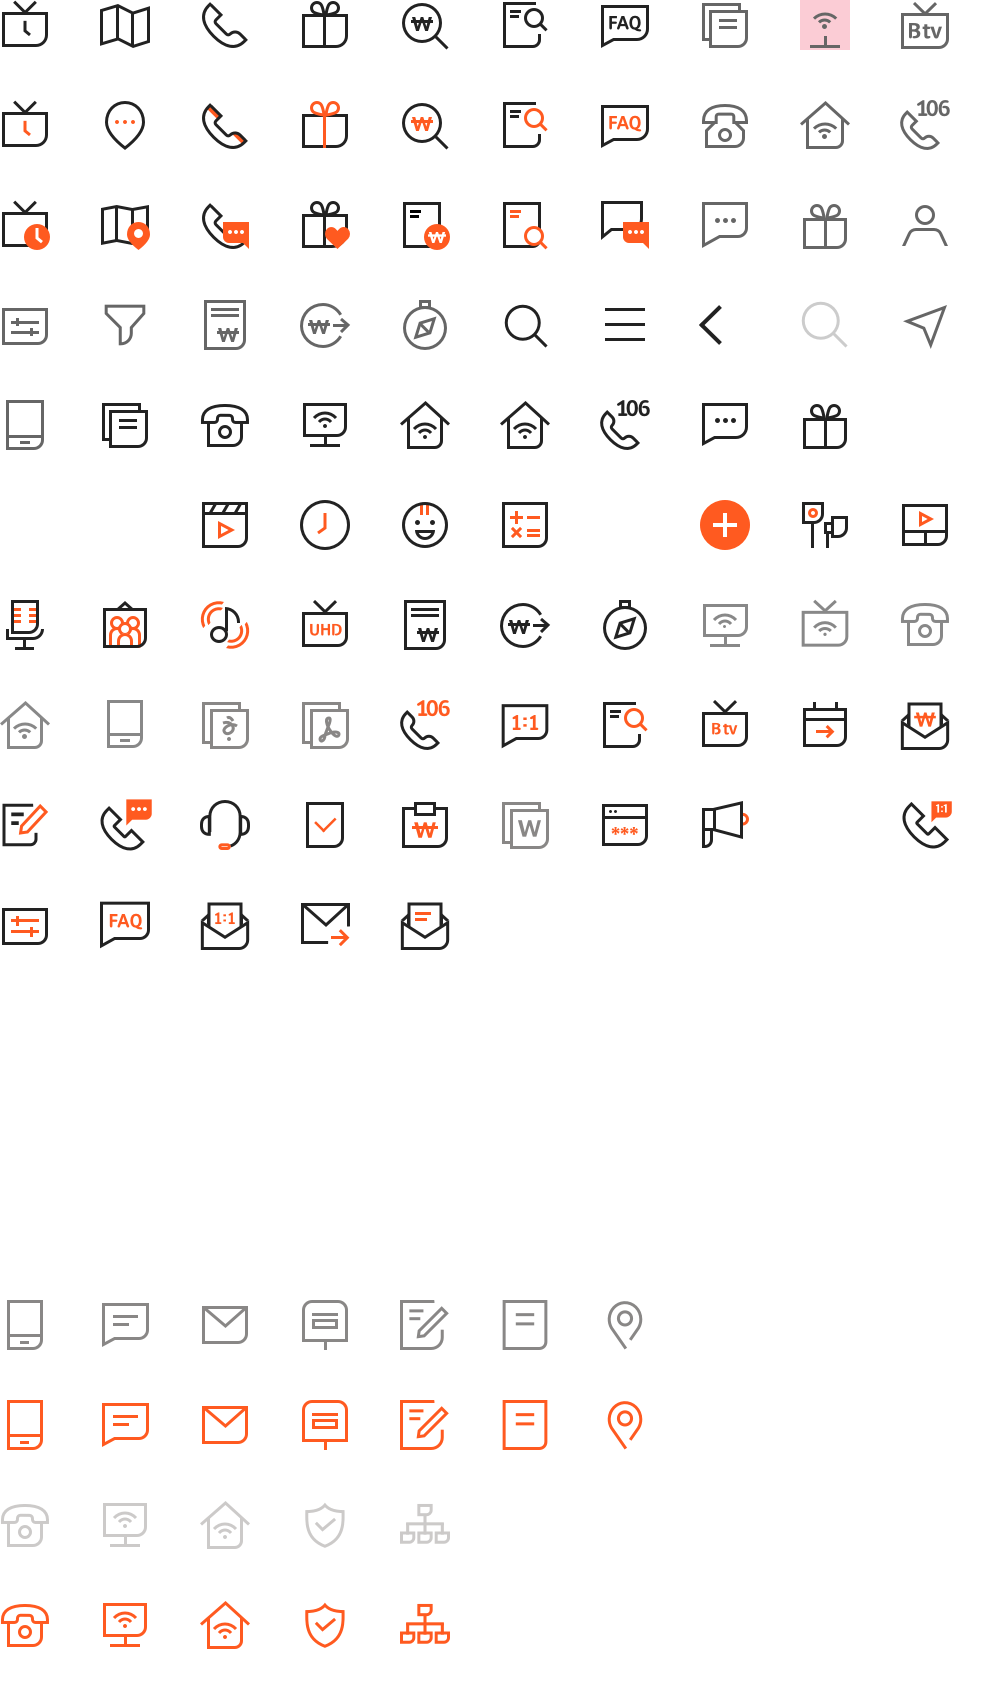 ₩ FAQ Btv
₩ FAQ 106
₩
₩ ₩
106
UHD ₩ ₩
106 1:1 Btv ₩
₩ W *** 1:1
FAQ 1:1